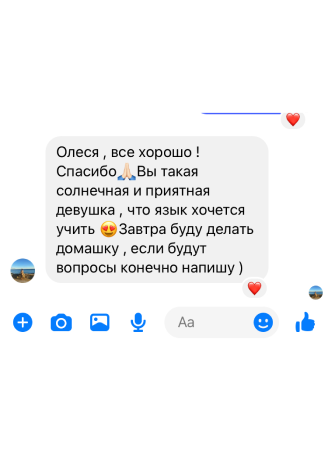 Олеся , все хорошо !
Спасибо🙏🏻Вы такая
солнечная и приятная
девушка , что язык хочется
учить 😍Завтра буду делать
домашку , если будут
вопросы конечно напишу )
Aa